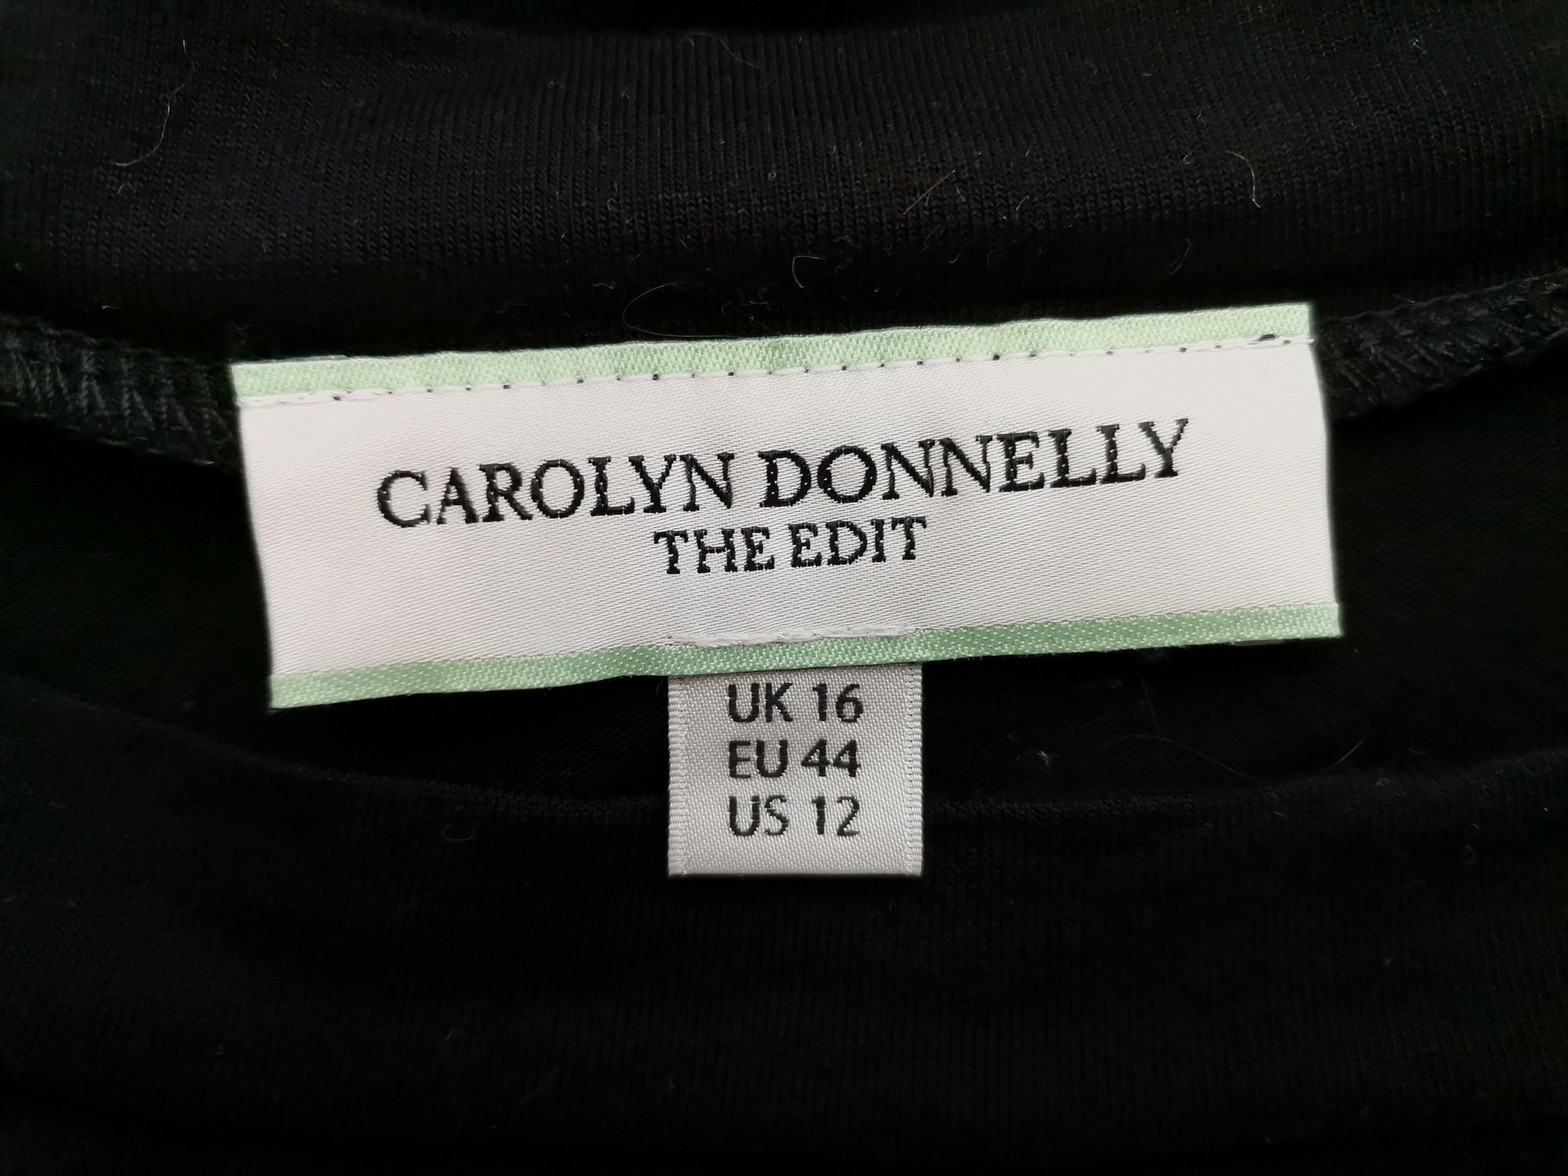 CAROLYN DONNELLY
THE EDIT
UK 16
EU 44
US 12